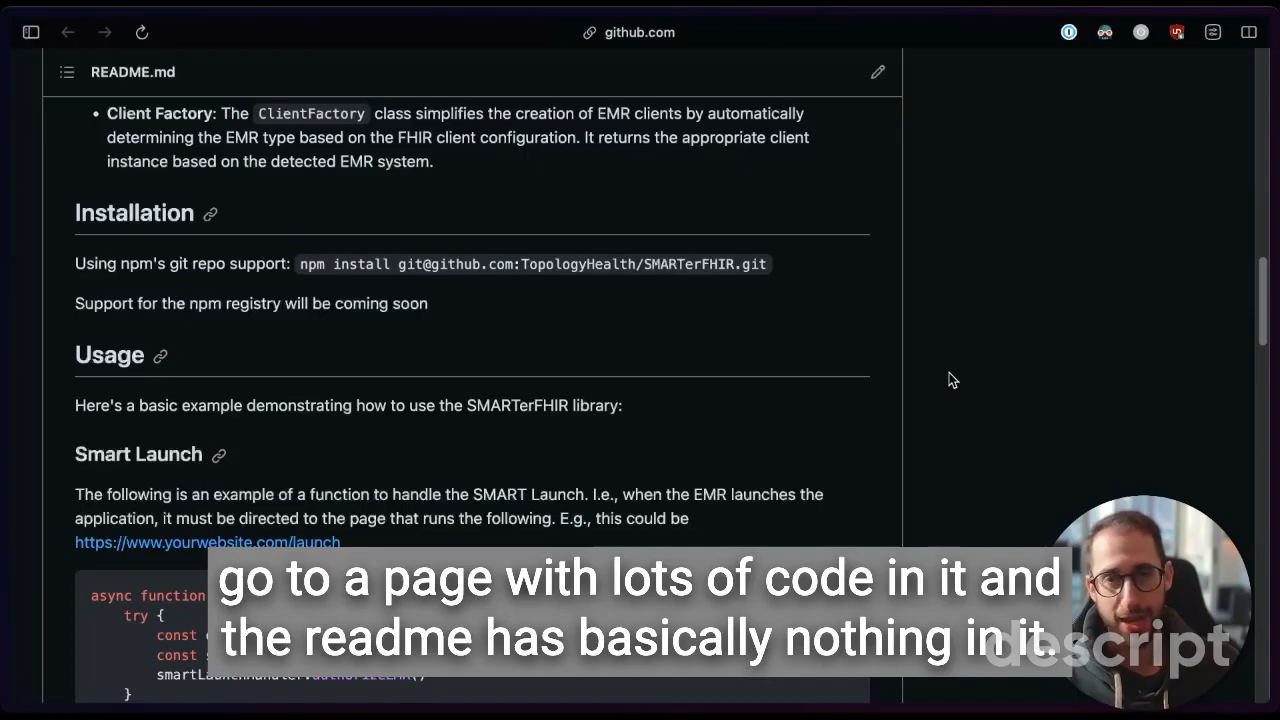 github.com
README.md
• Client Factory: The ClientFactory class simplifies the creation of EMR clients by automatically
determining the EMR type based on the FHIR client configuration. It returns the appropriate client
instance based on the detected EMR system.
Installation
Using npm's git repo support: npm install git@github.com:TopologyHealth/SMARTerFHIR.git
Support for the npm registry will be coming soon
Usage
Here's a basic example demonstrating how to use the SMARTerFHIR library:
Smart Launch
The following is an example of a function to handle the SMART Launch. I.e., when the EMR launches the
application, it must be directed to the page that runs the following. E.g., this could be
https://www.yourwebsite.com/launch
async function
try {
const
const
}
go to a page with lots of code in it and
the readme has basically nothing in it.
descript